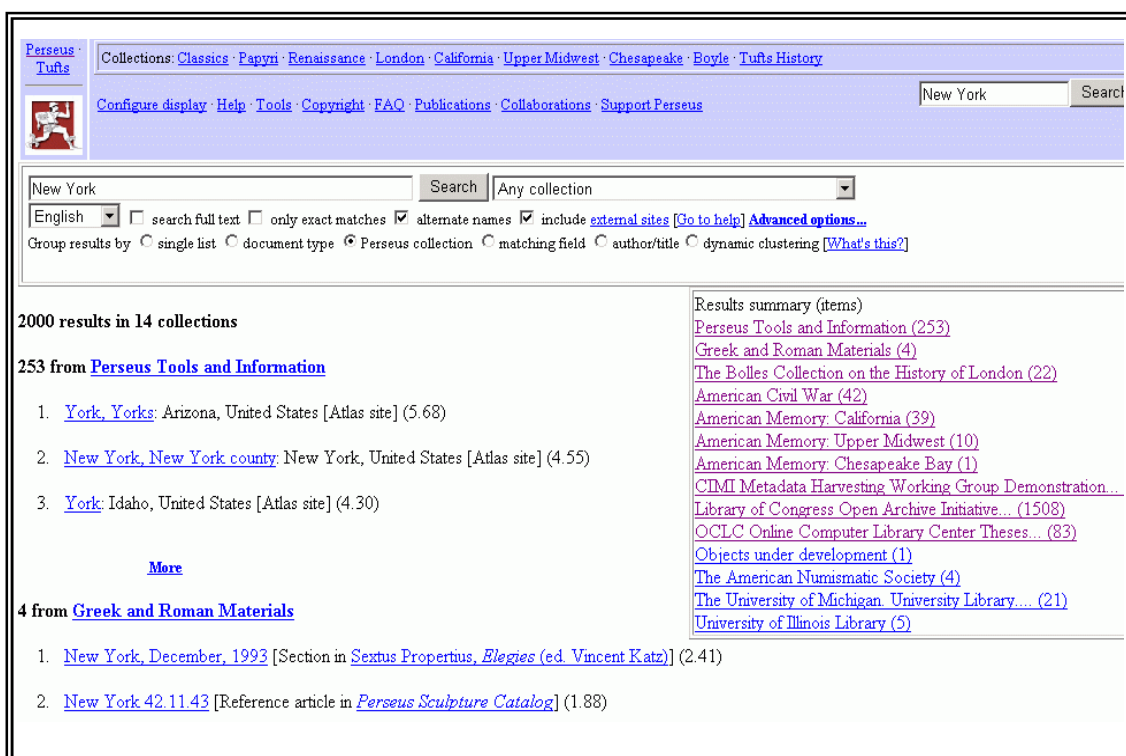 Perseus ·
Tufts
Collections: Classics · Papyri · Renaissance · London · California · Upper Midwest · Chesapeake · Boyle · Tufts History
Configure display · Help · Tools · Copyright · FAQ · Publications · Collaborations · Support Perseus
New York Search
New York Search Any collection
English search full text only exact matches alternate names include external sites [Go to help] Advanced options...
Group results by single list document type Perseus collection matching field author/title dynamic clustering [What's this?]
2000 results in 14 collections
253 from Perseus Tools and Information
1. York, Yorks: Arizona, United States [Atlas site] (5.68)
2. New York, New York county: New York, United States [Atlas site] (4.55)
3. York: Idaho, United States [Atlas site] (4.30)
More
4 from Greek and Roman Materials
1. New York, December, 1993 [Section in Sextus Propertius, Elegies (ed. Vincent Katz)] (2.41)
2. New York 42.11.43 [Reference article in Perseus Sculpture Catalog] (1.88)
Results summary (items)
Perseus Tools and Information (253)
Greek and Roman Materials (4)
The Bolles Collection on the History of London (22)
American Civil War (42)
American Memory: California (39)
American Memory: Upper Midwest (10)
American Memory: Chesapeake Bay (1)
CIMI Metadata Harvesting Working Group Demonstration...
Library of Congress Open Archive Initiative... (1508)
OCLC Online Computer Library Center Theses... (83)
Objects under development (1)
The American Numismatic Society (4)
The University of Michigan. University Library.... (21)
University of Illinois Library (5)